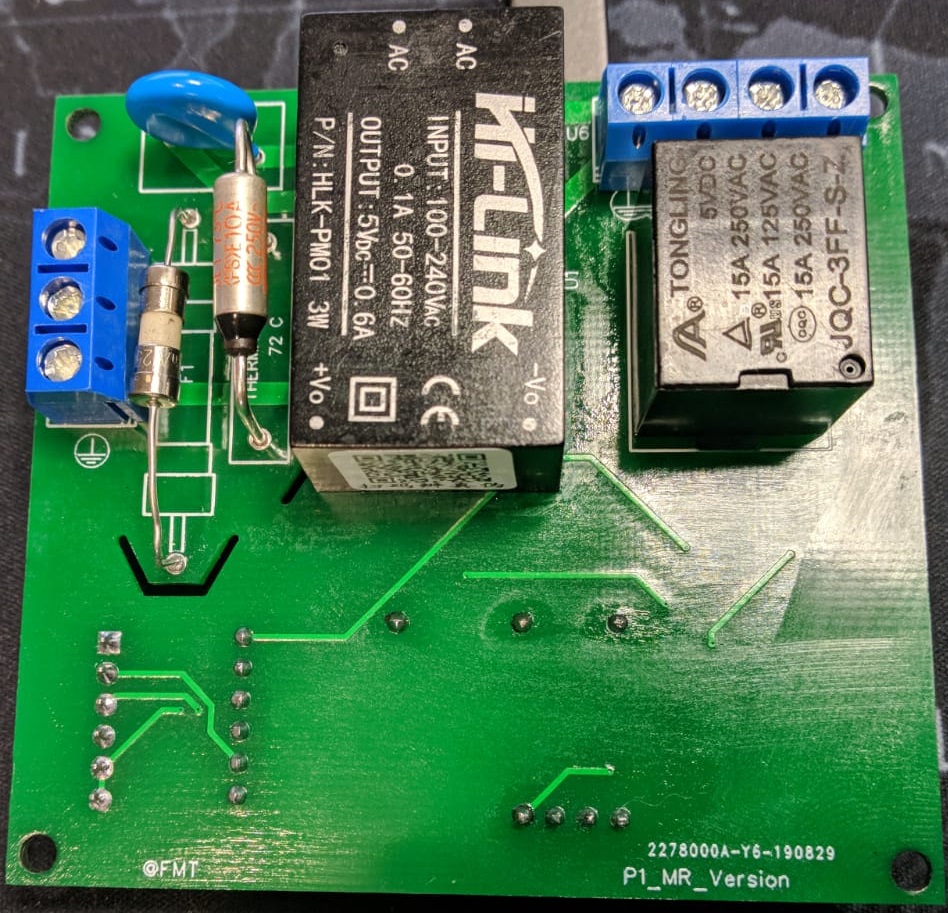 AC
AC
HI-LINK
INPUT:100-240VAC
0.1A 50-60HZ
OUTPUT:5VDC⎓0.6A
P/N:HLK-PM01 3W
+Vo
-Vo
CE
U6
TONGLING
5VDC
15A 250VAC
15A 125VAC
CQC 15A 250VAC
JQC-3FF-S-Z
F1
72 C
2278000A-Y6-190829
@FMT
P1_MR_Version